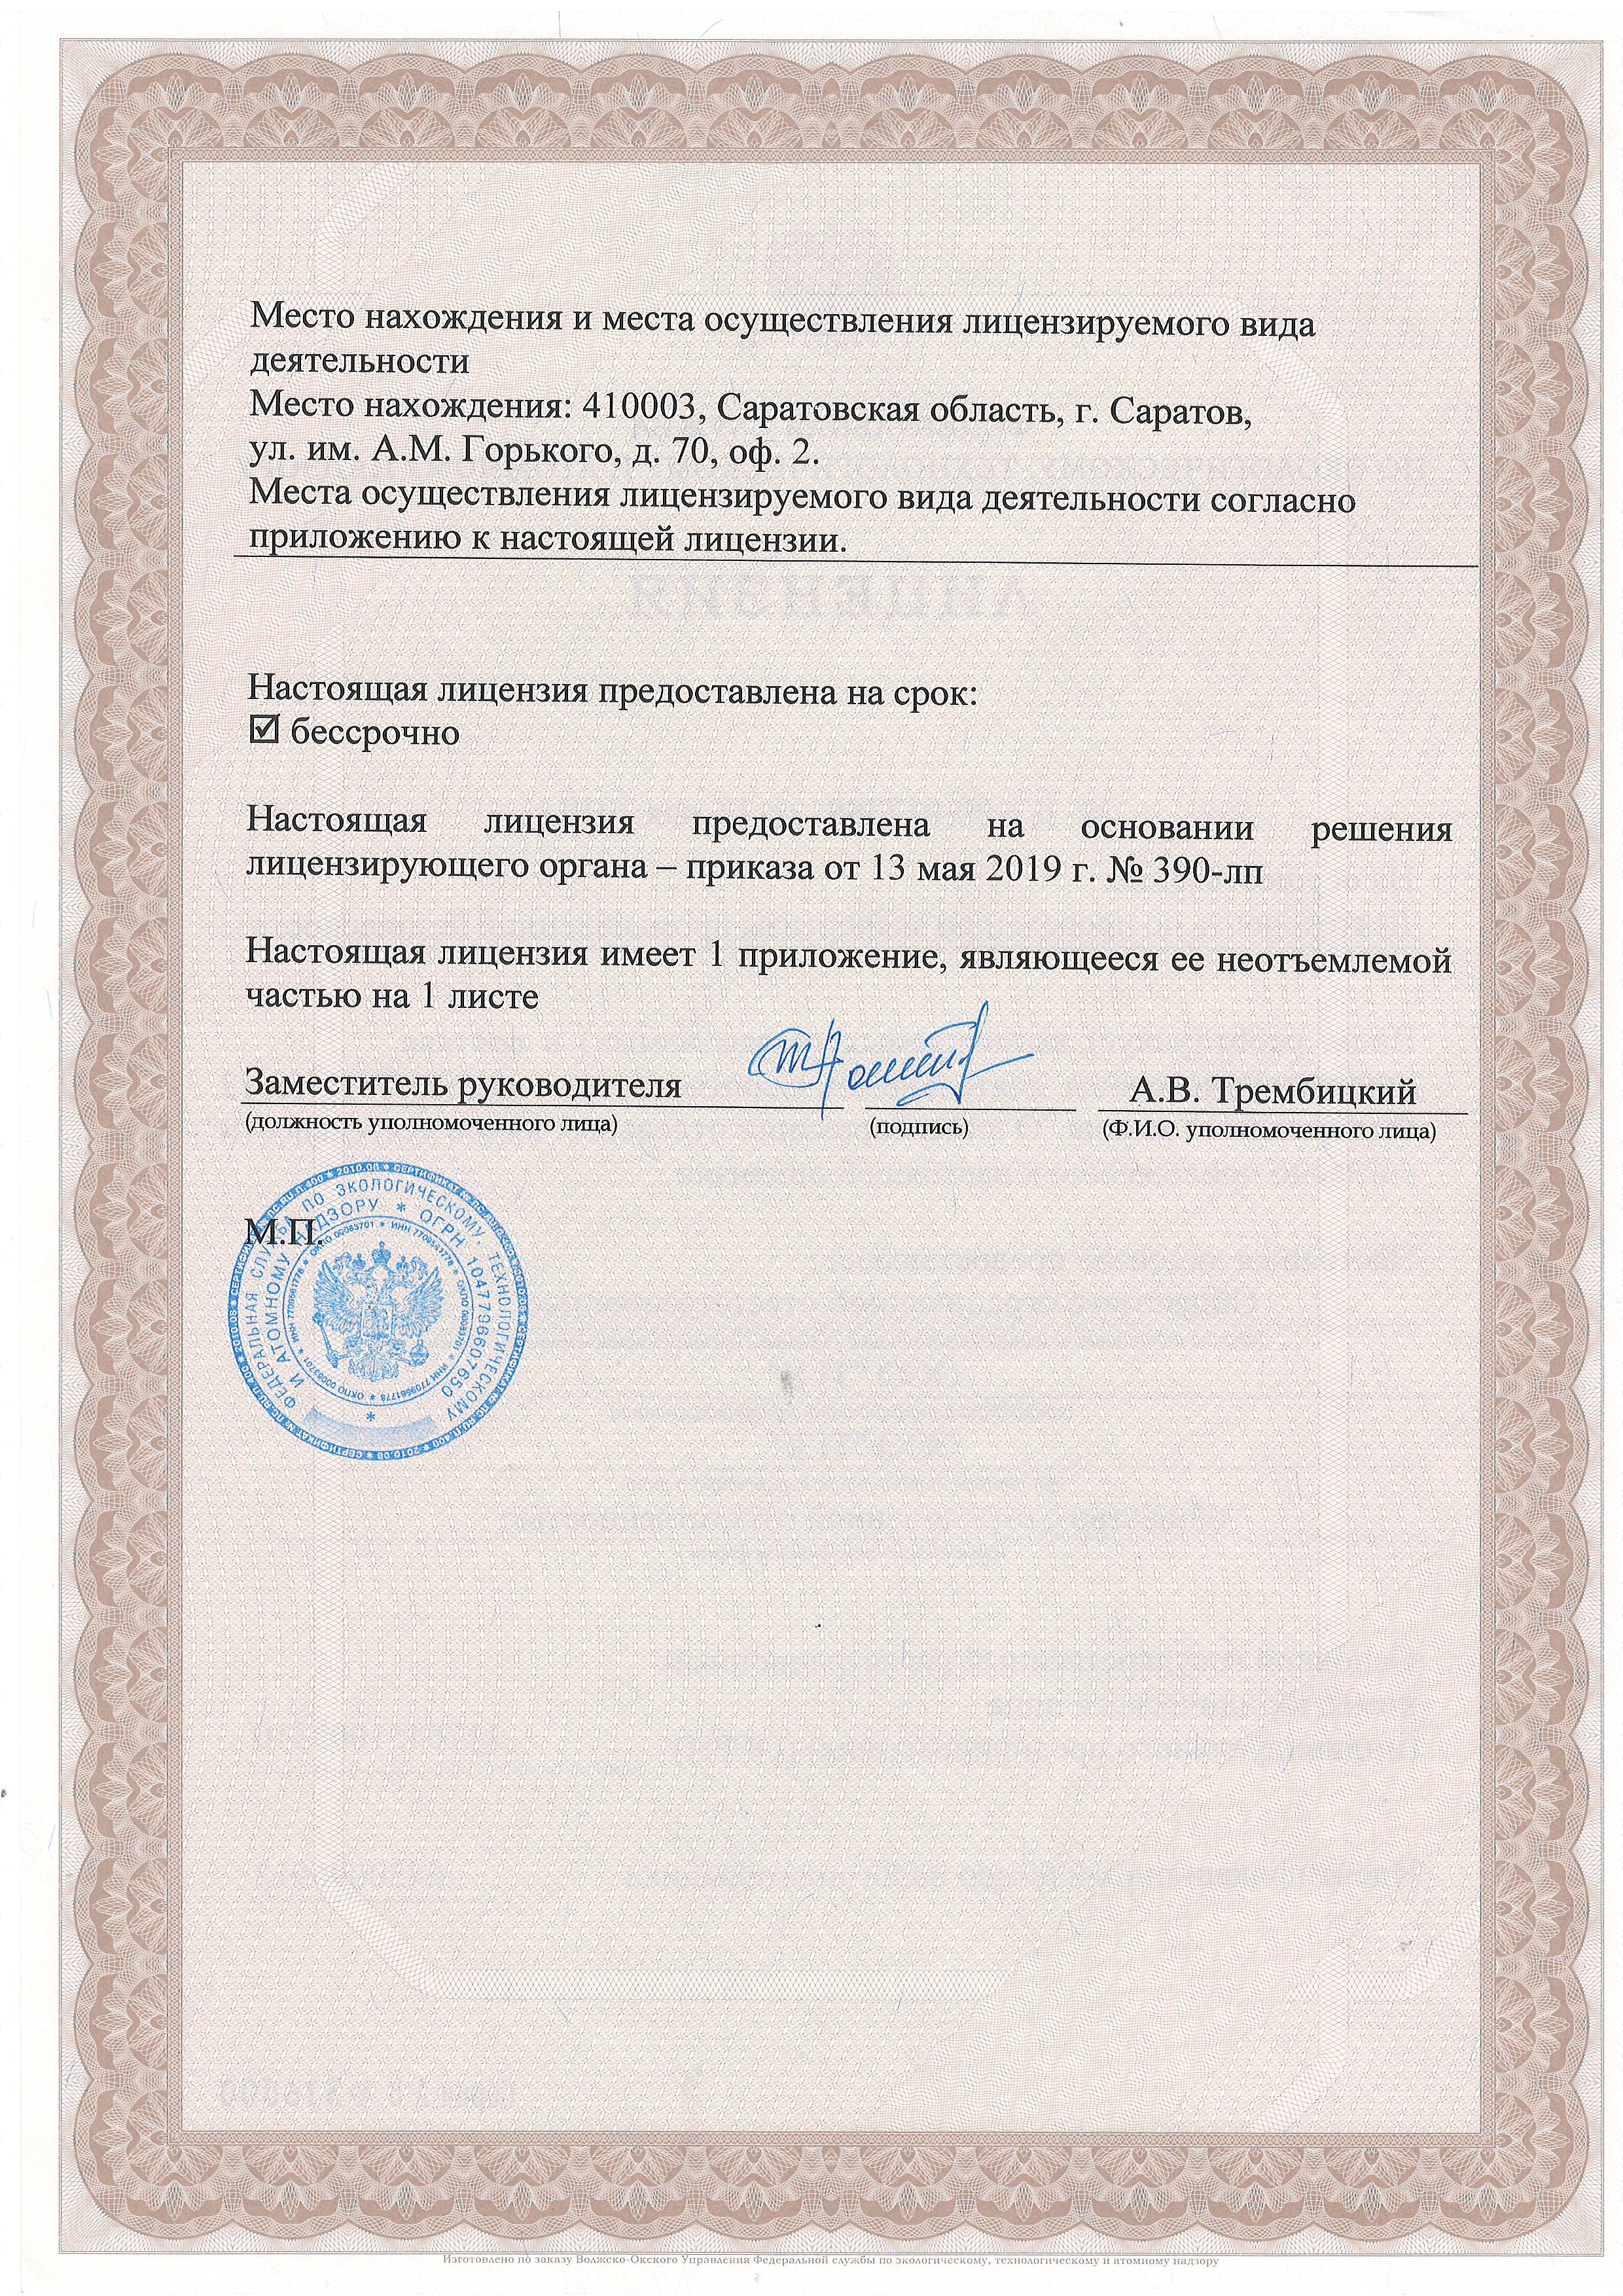 Место нахождения и места осуществления лицензируемого вида
деятельности
Место нахождения: 410003, Саратовская область, г. Саратов,
ул. им. А.М. Горького, д. 70, оф. 2.
Места осуществления лицензируемого вида деятельности согласно
приложению к настоящей лицензии.
ЛИЦЕНЗИЯ
Настоящая лицензия предоставлена на срок:
☑ бессрочно
Настоящая лицензия предоставлена на основании решения
лицензирующего органа – приказа от 13 мая 2019 г. № 390-лп
Настоящая лицензия имеет 1 приложение, являющееся ее неотъемлемой
частью на 1 листе
Заместитель руководителя А.В. Трембицкий
(должность уполномоченного лица) (подпись) (Ф.И.О. уполномоченного лица)
М.П.
ФЕДЕРАЛЬНАЯ СЛУЖБА ПО ЭКОЛОГИЧЕСКОМУ, ТЕХНОЛОГИЧЕСКОМУ
И АТОМНОМУ НАДЗОРУ * ОГРН 1047796607650
* ОКПО 00083701 * ИНН 7709561778
Изготовлено по заказу Волжско-Окского Управления Федеральной службы по экологическому, технологическому и атомному надзору